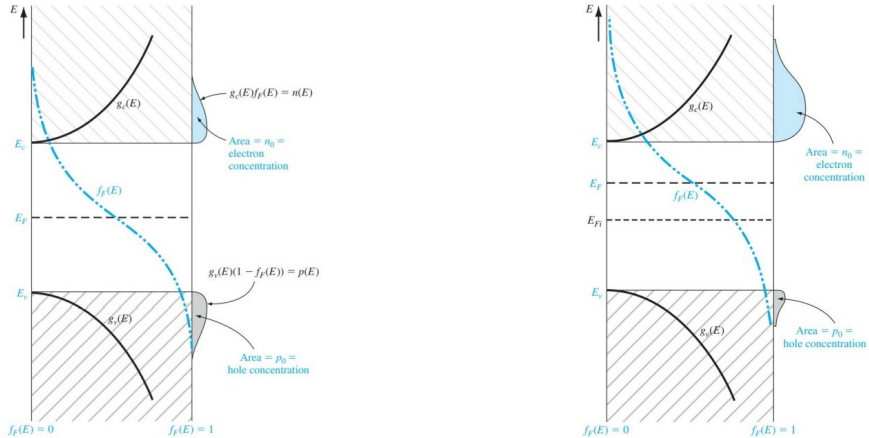 E
g_c(E)
g_c(E)f_F(E) = n(E)
E_c
Area = n_0 =
electron
concentration
f_F(E)
E_F
g_v(E)(1 − f_F(E)) = p(E)
E_v
g_v(E)
Area = p_0 =
hole concentration
f_F(E) = 0
f_F(E) = 1
E
g_c(E)
E_c
Area = n_0 =
electron
concentration
E_F
f_F(E)
E_Fi
E_v
g_v(E)
Area = p_0 =
hole concentration
f_F(E) = 0
f_F(E) = 1